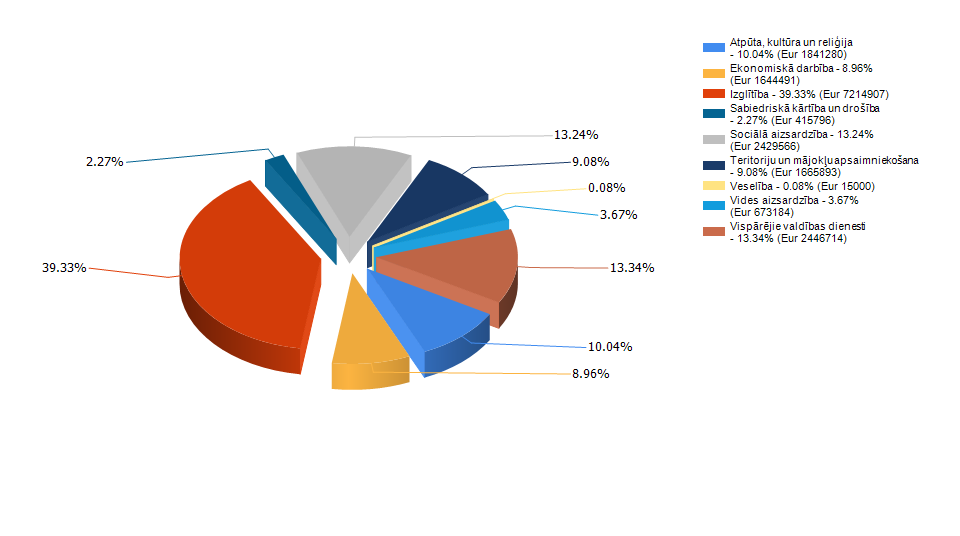 13.24%
9.08%
2.27%
0.08%
3.67%
39.33%
13.34%
10.04%
8.96%
Atpūta, kultūra un reliģija
- 10.04% (Eur 1841280)
Ekonomiskā darbība - 8.96%
(Eur 1644491)
Izglītība - 39.33% (Eur 7214907)
Sabiedriskā kārtība un drošība
- 2.27% (Eur 415796)
Sociālā aizsardzība - 13.24%
(Eur 2429566)
Teritoriju un mājokļu apsaimniekošana
- 9.08% (Eur 1665893)
Veselība - 0.08% (Eur 15000)
Vides aizsardzība - 3.67%
(Eur 673184)
Vispārējie valdības dienesti
- 13.34% (Eur 2446714)